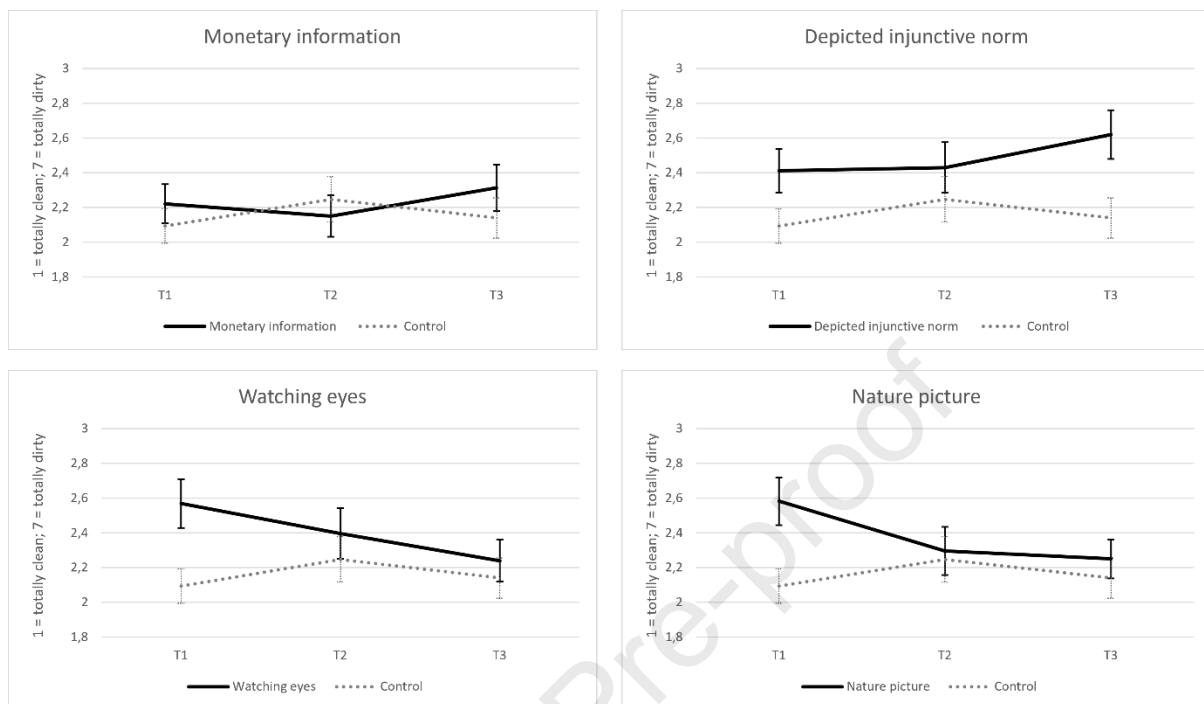 Monetary information
1 = totally clean; 7 = totally dirty
3
2,8
2,6
2,4
2,2
2
1,8
T1 T2 T3
Monetary information Control
Depicted injunctive norm
1 = totally clean; 7 = totally dirty
3
2,8
2,6
2,4
2,2
2
1,8
T1 T2 T3
Depicted injunctive norm Control
Watching eyes
1 = totally clean; 7 = totally dirty
3
2,8
2,6
2,4
2,2
2
1,8
T1 T2 T3
Watching eyes Control
Nature picture
1 = totally clean; 7 = totally dirty
3
2,8
2,6
2,4
2,2
2
1,8
T1 T2 T3
Nature picture Control
Pre-proof